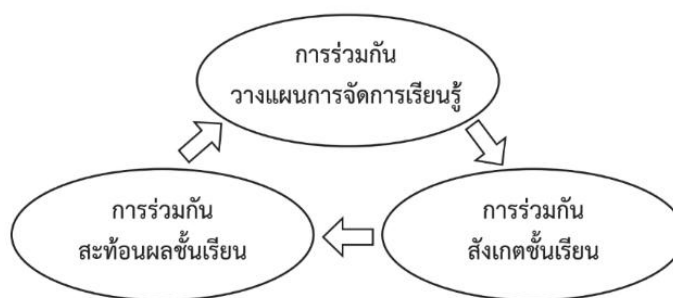 การร่วมกัน
วางแผนการจัดการเรียนรู้
การร่วมกัน
สะท้อนผลชั้นเรียน
การร่วมกัน
สังเกตชั้นเรียน